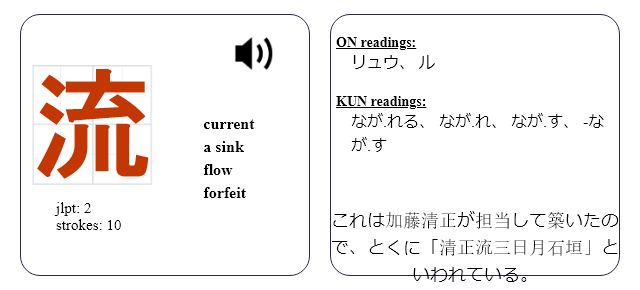 流
jlpt: 2
strokes: 10
current
a sink
flow
forfeit
ON readings:
リュウ、 ル
KUN readings:
なが.れる、 なが.れ、 なが.す、 -な
が.す
これは加藤清正が担当して築いたの
で、とくに「清正流三日月石垣」と
いわれている。